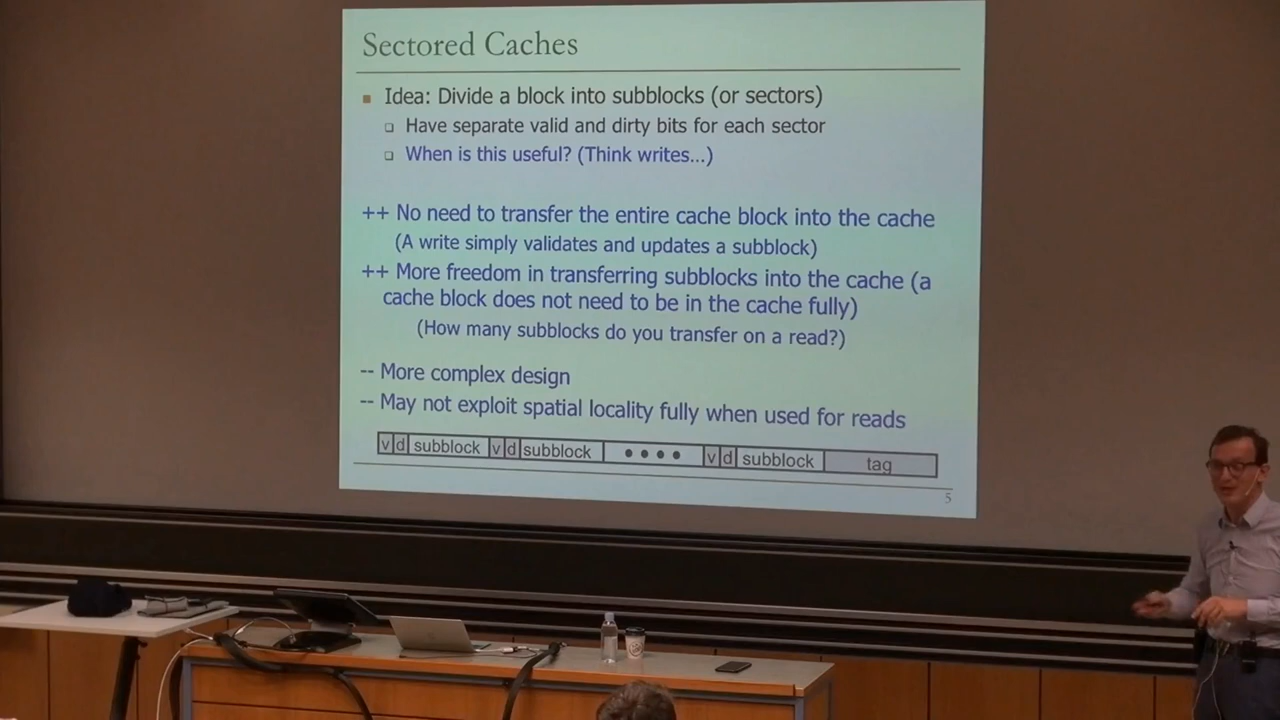 Sectored Caches
Idea: Divide a block into subblocks (or sectors)
Have separate valid and dirty bits for each sector
When is this useful? (Think writes...)
++ No need to transfer the entire cache block into the cache
(A write simply validates and updates a subblock)
++ More freedom in transferring subblocks into the cache (a
cache block does not need to be in the cache fully)
(How many subblocks do you transfer on a read?)
-- More complex design
-- May not exploit spatial locality fully when used for reads
v d subblock v d subblock • • • • v d subblock tag
5